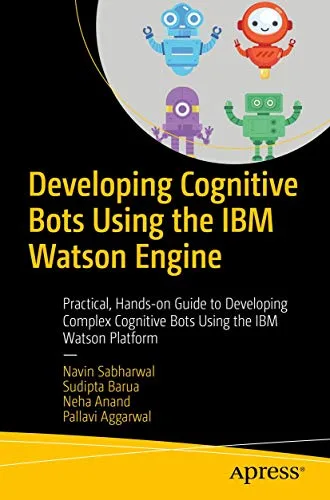 Developing Cognitive
Bots Using the IBM
Watson Engine
Practical, Hands-on Guide to Developing
Complex Cognitive Bots Using the IBM
Watson Platform
—
Navin Sabharwal
Sudipta Barua
Neha Anand
Pallavi Aggarwal
Apress®